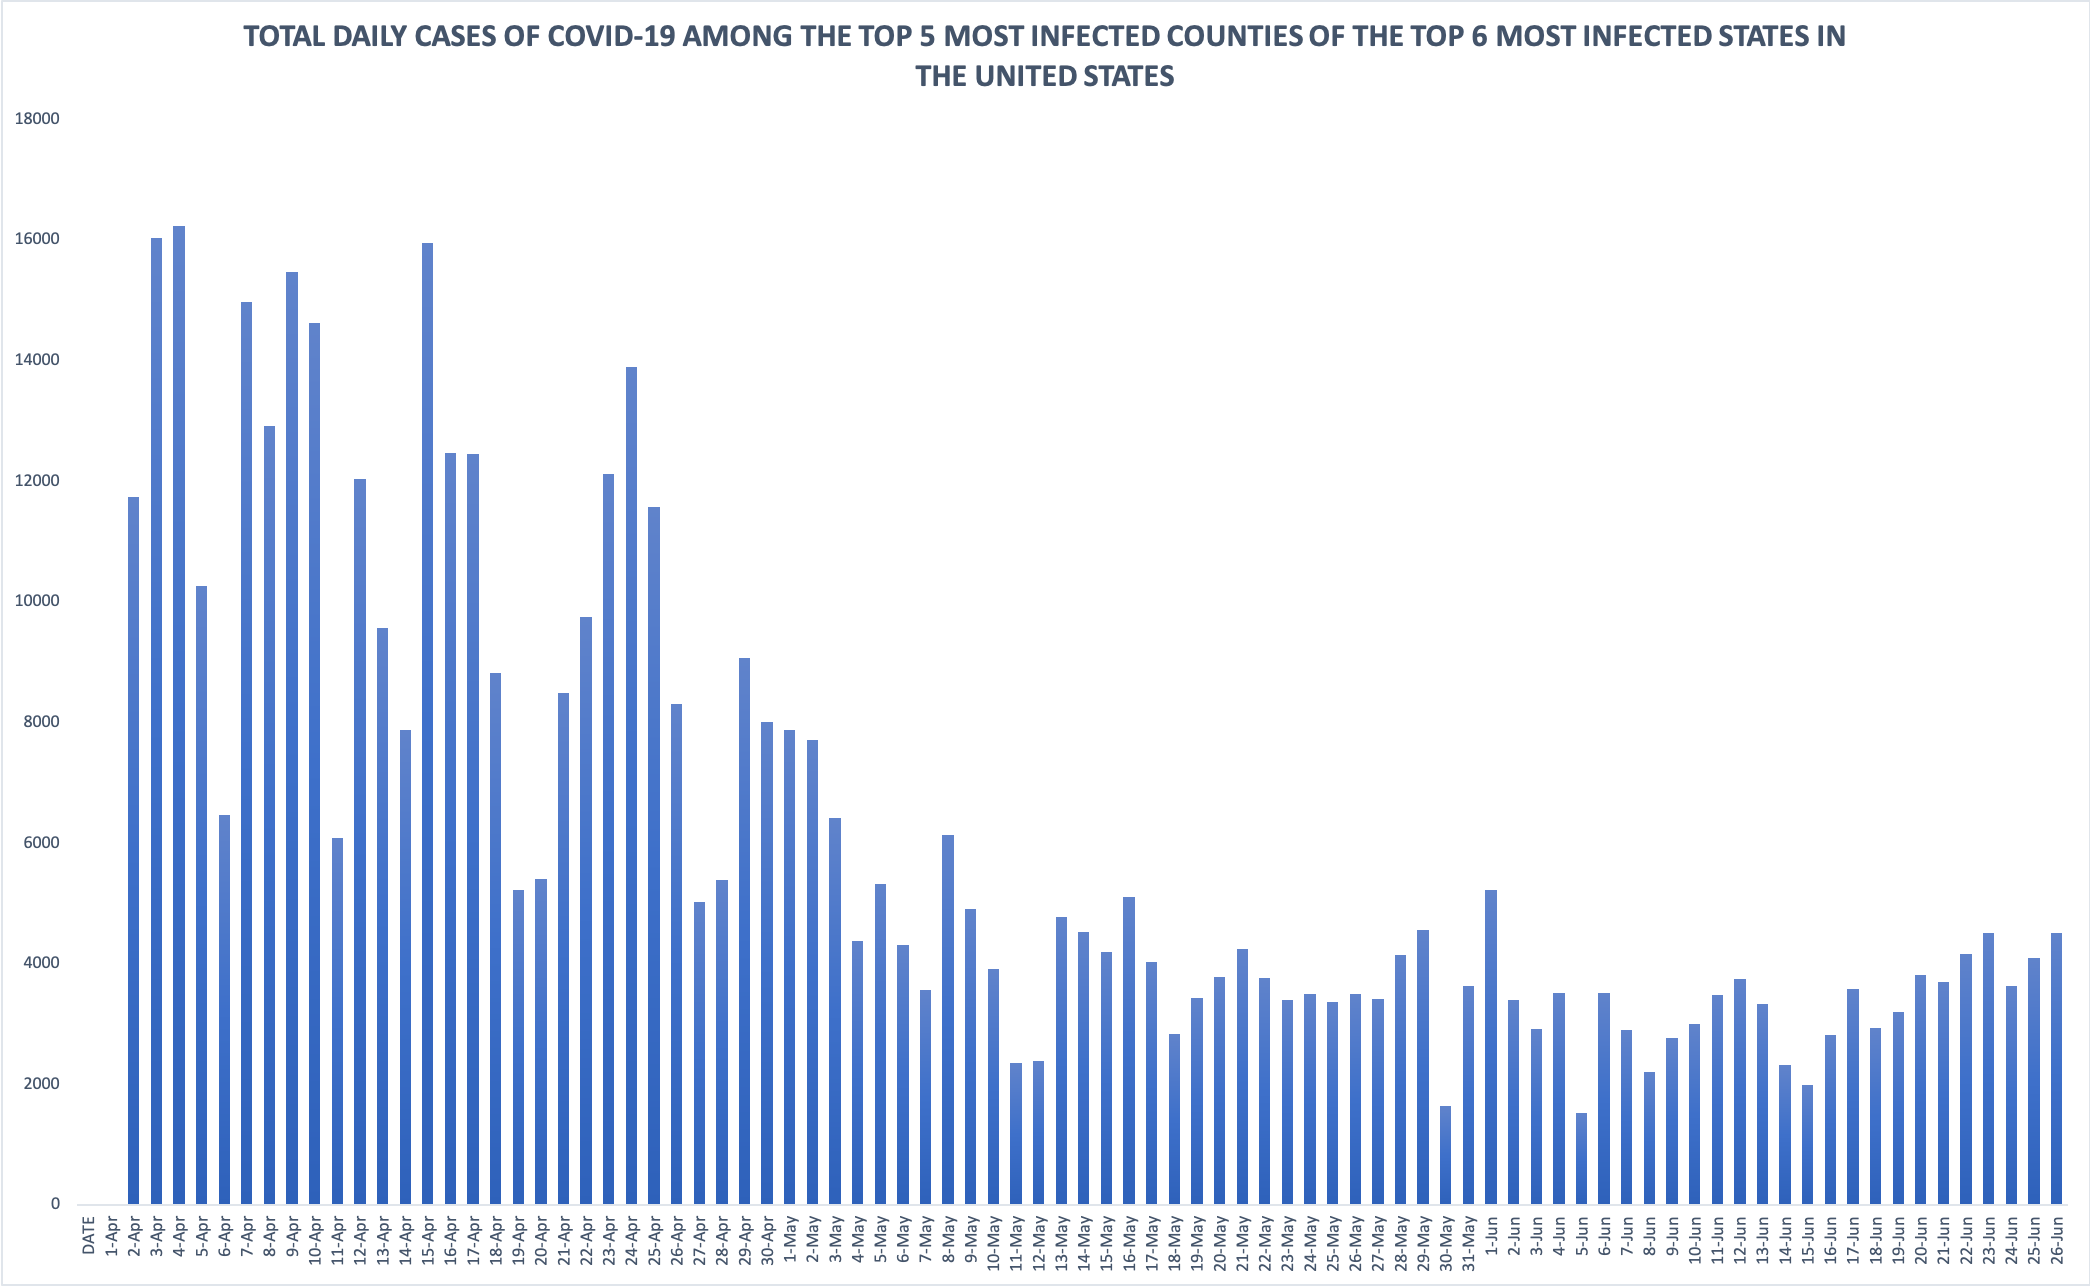 TOTAL DAILY CASES OF COVID-19 AMONG THE TOP 5 MOST INFECTED COUNTIES OF THE TOP 6 MOST INFECTED STATES IN
THE UNITED STATES
18000
16000
14000
12000
10000
8000
6000
4000
2000
0
DATE
1-Apr
2-Apr
3-Apr
4-Apr
5-Apr
6-Apr
7-Apr
8-Apr
9-Apr
10-Apr
11-Apr
12-Apr
13-Apr
14-Apr
15-Apr
16-Apr
17-Apr
18-Apr
19-Apr
20-Apr
21-Apr
22-Apr
23-Apr
24-Apr
25-Apr
26-Apr
27-Apr
28-Apr
29-Apr
30-Apr
1-May
2-May
3-May
4-May
5-May
6-May
7-May
8-May
9-May
10-May
11-May
12-May
13-May
14-May
15-May
16-May
17-May
18-May
19-May
20-May
21-May
22-May
23-May
24-May
25-May
26-May
27-May
28-May
29-May
30-May
31-May
1-Jun
2-Jun
3-Jun
4-Jun
5-Jun
6-Jun
7-Jun
8-Jun
9-Jun
10-Jun
11-Jun
12-Jun
13-Jun
14-Jun
15-Jun
16-Jun
17-Jun
18-Jun
19-Jun
20-Jun
21-Jun
22-Jun
23-Jun
24-Jun
25-Jun
26-Jun